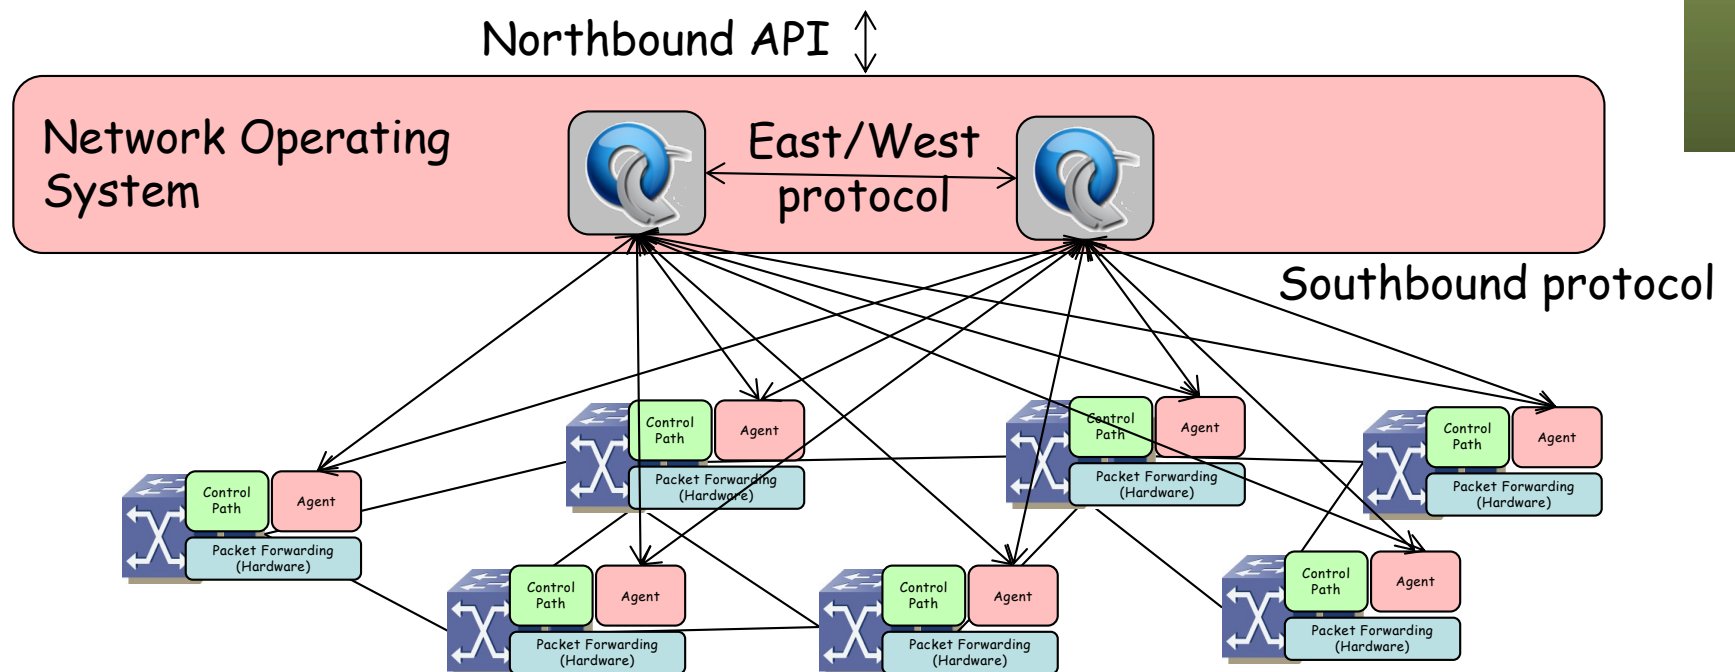 Northbound API
Network Operating
System
East/West
protocol
Southbound protocol
Control
Path
Agent
Packet Forwarding
(Hardware)
Control
Path
Agent
Packet Forwarding
(Hardware)
Control
Path
Agent
Packet Forwarding
(Hardware)
Control
Path
Agent
Packet Forwarding
(Hardware)
Control
Path
Agent
Packet Forwarding
(Hardware)
Control
Path
Agent
Packet Forwarding
(Hardware)
Control
Path
Agent
Packet Forwarding
(Hardware)